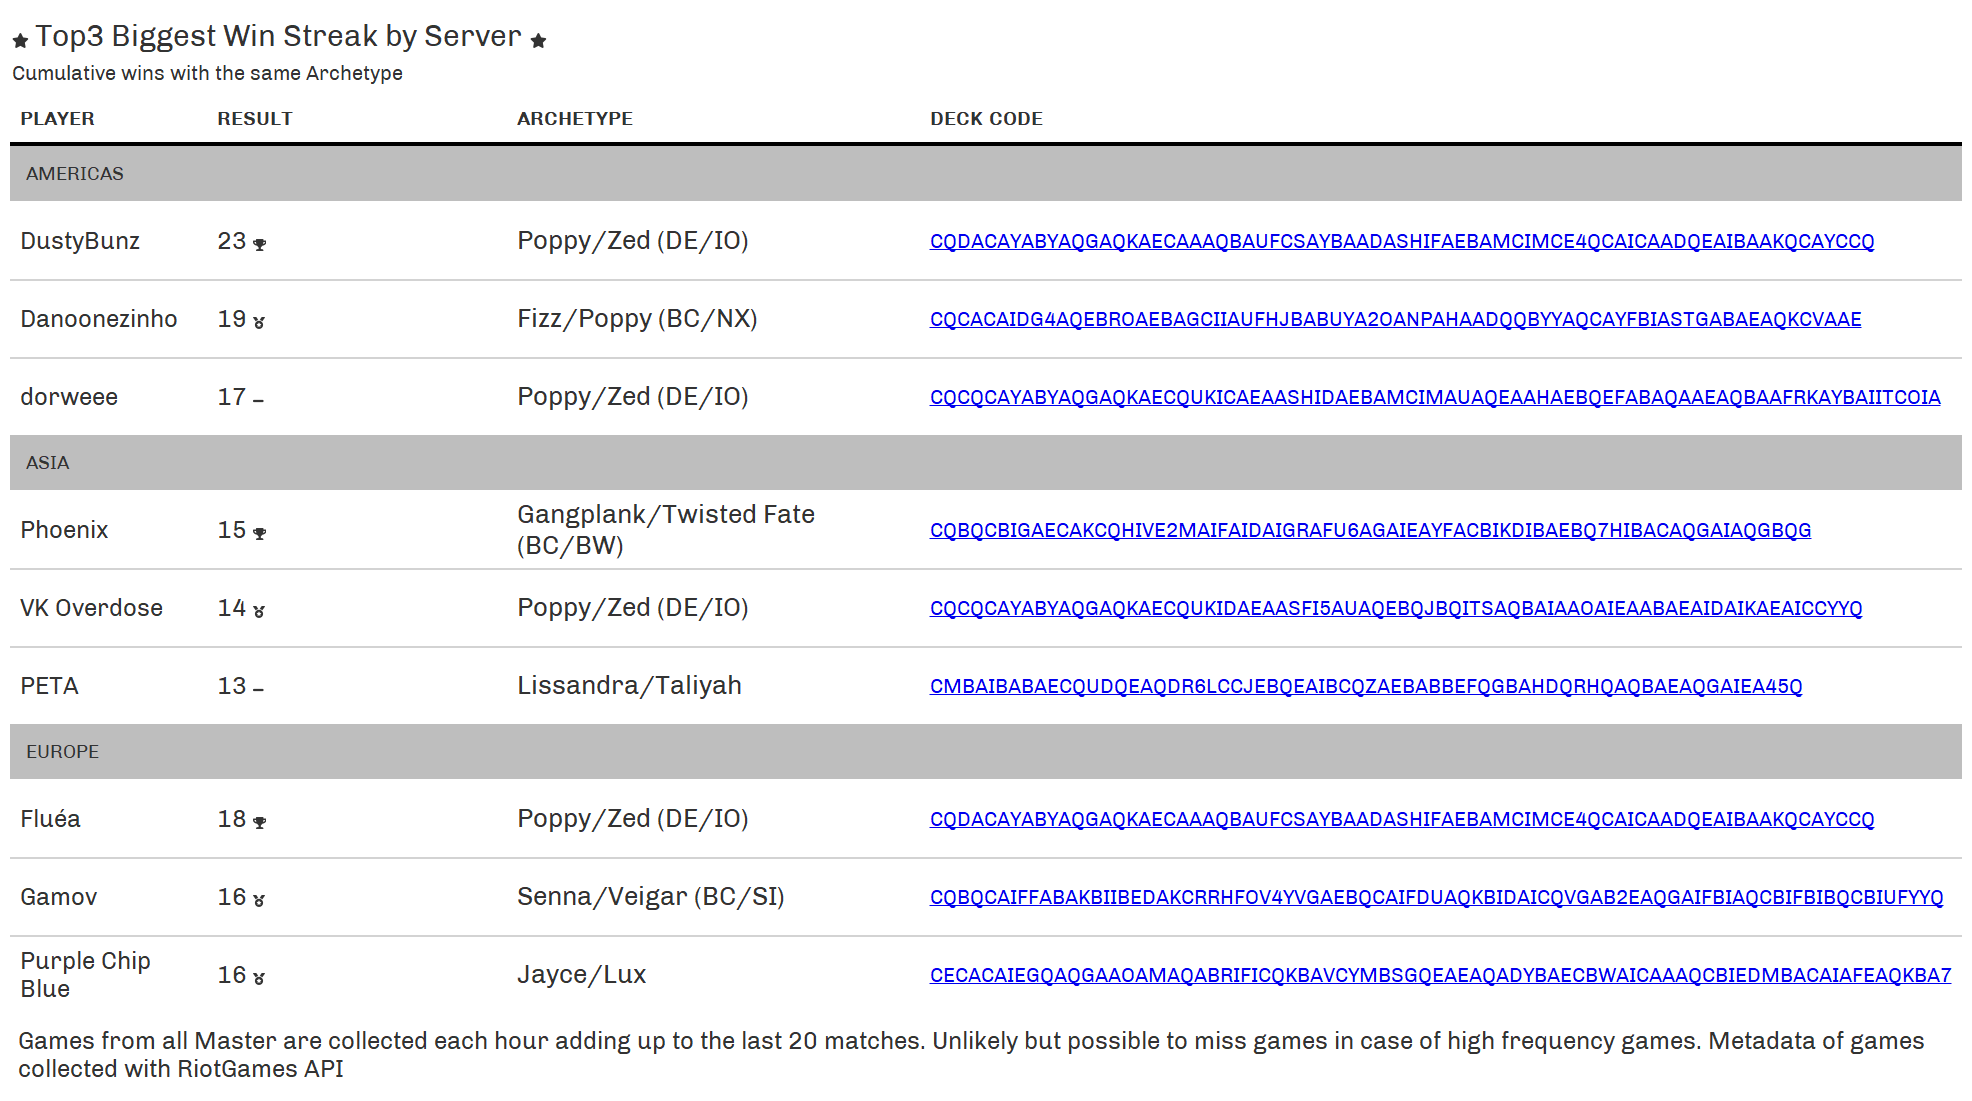 ★ Top3 Biggest Win Streak by Server ★
Cumulative wins with the same Archetype
PLAYER RESULT ARCHETYPE DECK CODE
AMERICAS
DustyBunz 23 Poppy/Zed (DE/IO) CQDACAYABYAQGAQKAECAAAQBAUFCSAYBAADASHIFAEBAMCIMCE4QCAICAADQEAIBAAKQCAYCCQ
Danoonezinho 19 Fizz/Poppy (BC/NX) CQCACAIDG4AQEBROAEBAGCIIAUFHJBABUYA2OANPAHAADQQBYYAQCAYFBIASTGABAEAQKCVAAE
dorweee 17 – Poppy/Zed (DE/IO) CQCQCAYABYAQGAQKAECQUKICAEAASHIDAEBAMCIMAUAQEAAHAEBQEFABAQAAEAQBAAFRKAYBAIITCOIA
ASIA
Phoenix 15 Gangplank/Twisted Fate
(BC/BW) CQBQCBIGAECAKCQHIVE2MAIFAIDAIGRAFU6AGAIEAYFACBIKDIBAEBQ7HIBACAQGAIAQGBQG
VK Overdose 14 Poppy/Zed (DE/IO) CQCQCAYABYAQGAQKAECQUKIDAEAASFI5AUAQEBQJBQITSAQBAIAAOAIEAABAEAIDAIKAEAICCYYQ
PETA 13 – Lissandra/Taliyah CMBAIBABAECQUDQEAQDR6LCCJEBQEAIBCQZAEBABBEFQGBAHDQRHQAQBAEAQGAIEA45Q
EUROPE
Fluéa 18 Poppy/Zed (DE/IO) CQDACAYABYAQGAQKAECAAAQBAUFCSAYBAADASHIFAEBAMCIMCE4QCAICAADQEAIBAAKQCAYCCQ
Gamov 16 Senna/Veigar (BC/SI) CQBQCAIFFABAKBIIBEDAKCRRHFOV4YVGAEBQCAIFDUAQKBIDAICQVGAB2EAQGAIFBIAQCBIFBIBQCBIUFYYQ
Purple Chip
Blue 16 Jayce/Lux CECACAIEGQAQGAAOAMAQABRIFICQKBAVCYMBSGQEAEAQADYBAECBWAICAAAQCBIEDMBACAIAFEAQKBA7
Games from all Master are collected each hour adding up to the last 20 matches. Unlikely but possible to miss games in case of high frequency games. Metadata of games
collected with RiotGames API